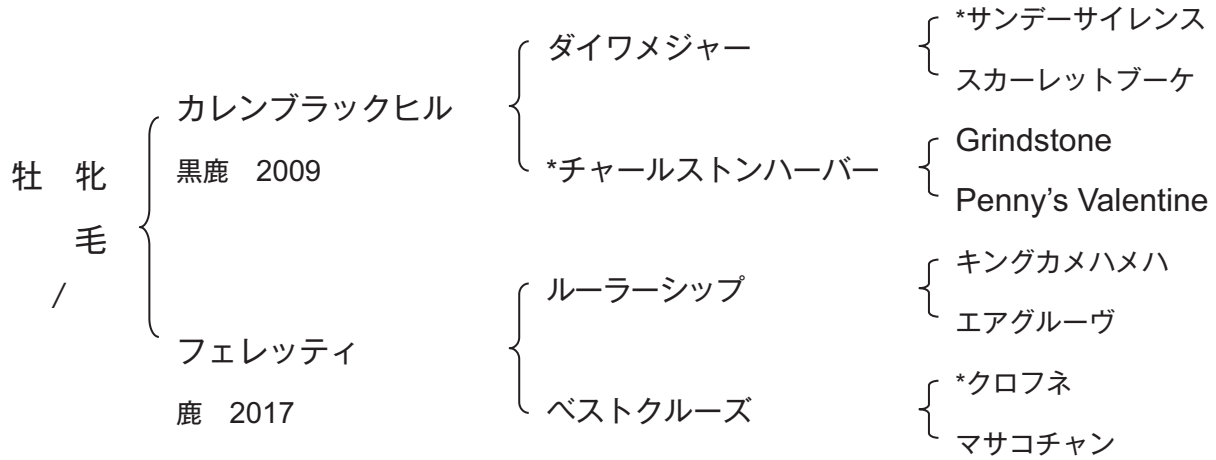 牡 牝
毛
/
カレンブラックヒル
黒鹿 2009
フェレッティ
鹿 2017
ダイワメジャー
*チャールストンハーバー
ルーラーシップ
ベストクルーズ
*サンデーサイレンス
スカーレットブーケ
Grindstone
Penny’s Valentine
キングカメハメハ
エアグルーヴ
*クロフネ
マサコチャン